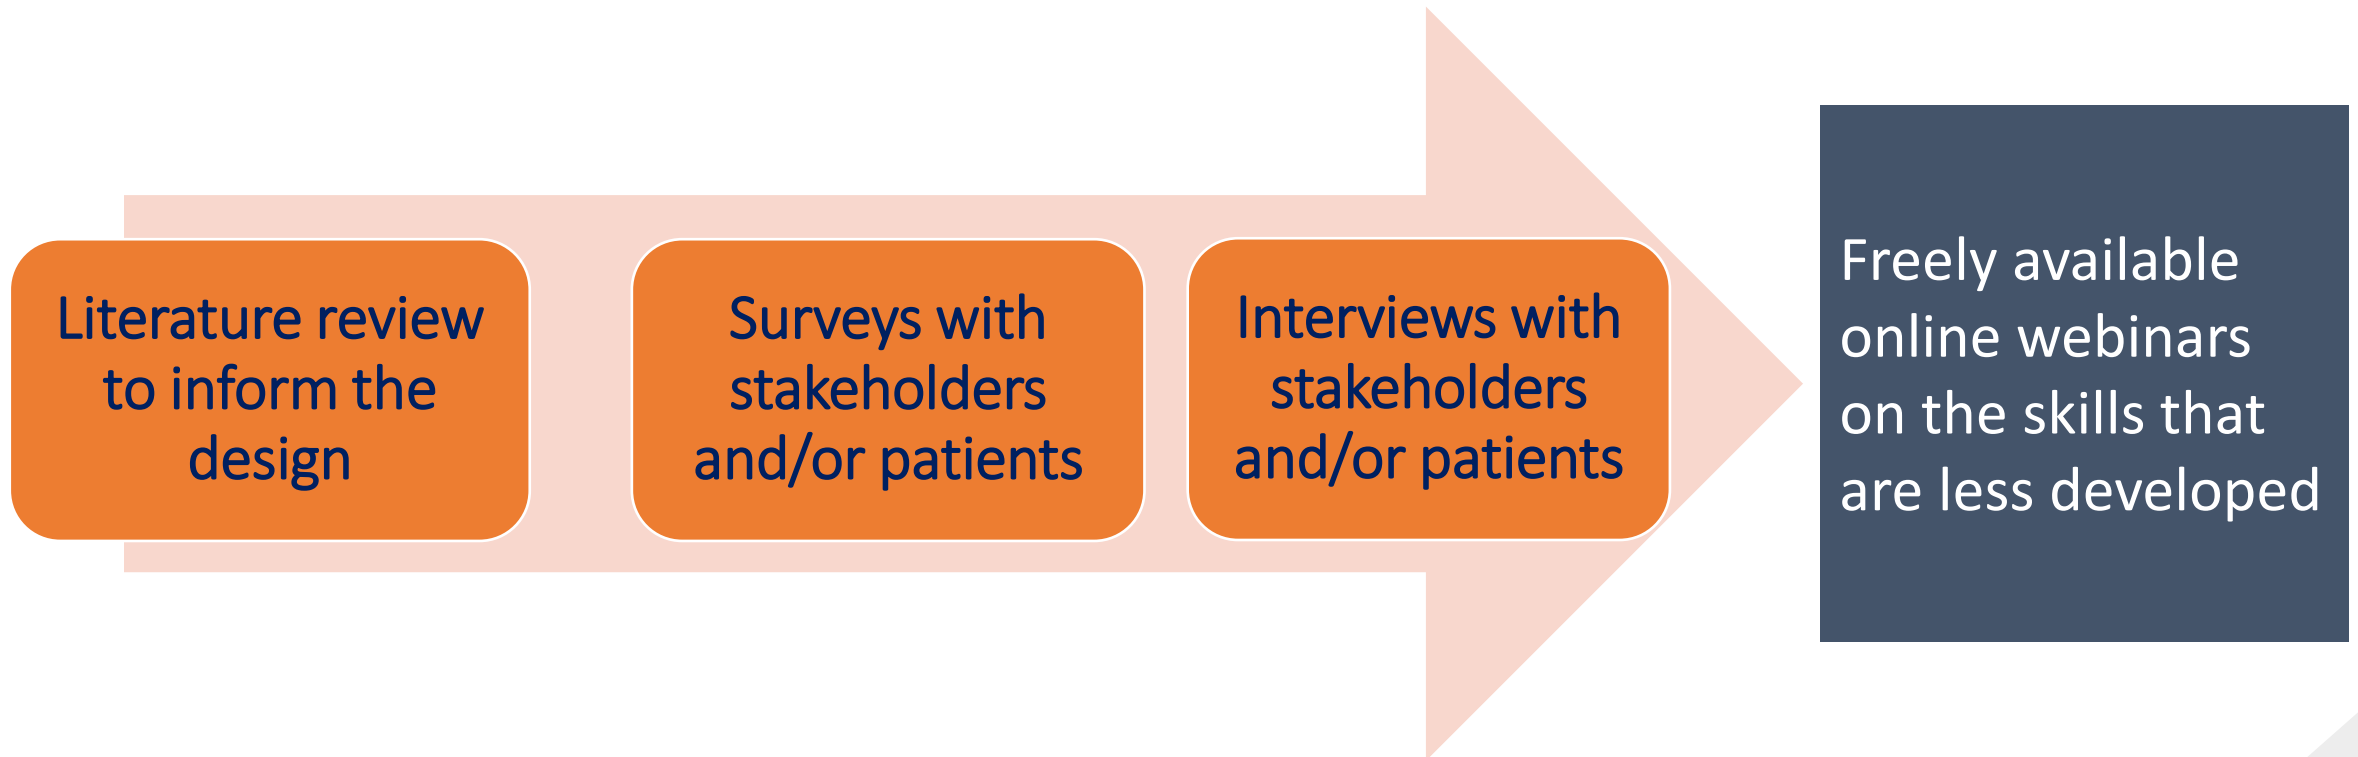 Literature review
to inform the
design
Surveys with
stakeholders
and/or patients
Interviews with
stakeholders
and/or patients
Freely available
online webinars
on the skills that
are less developed